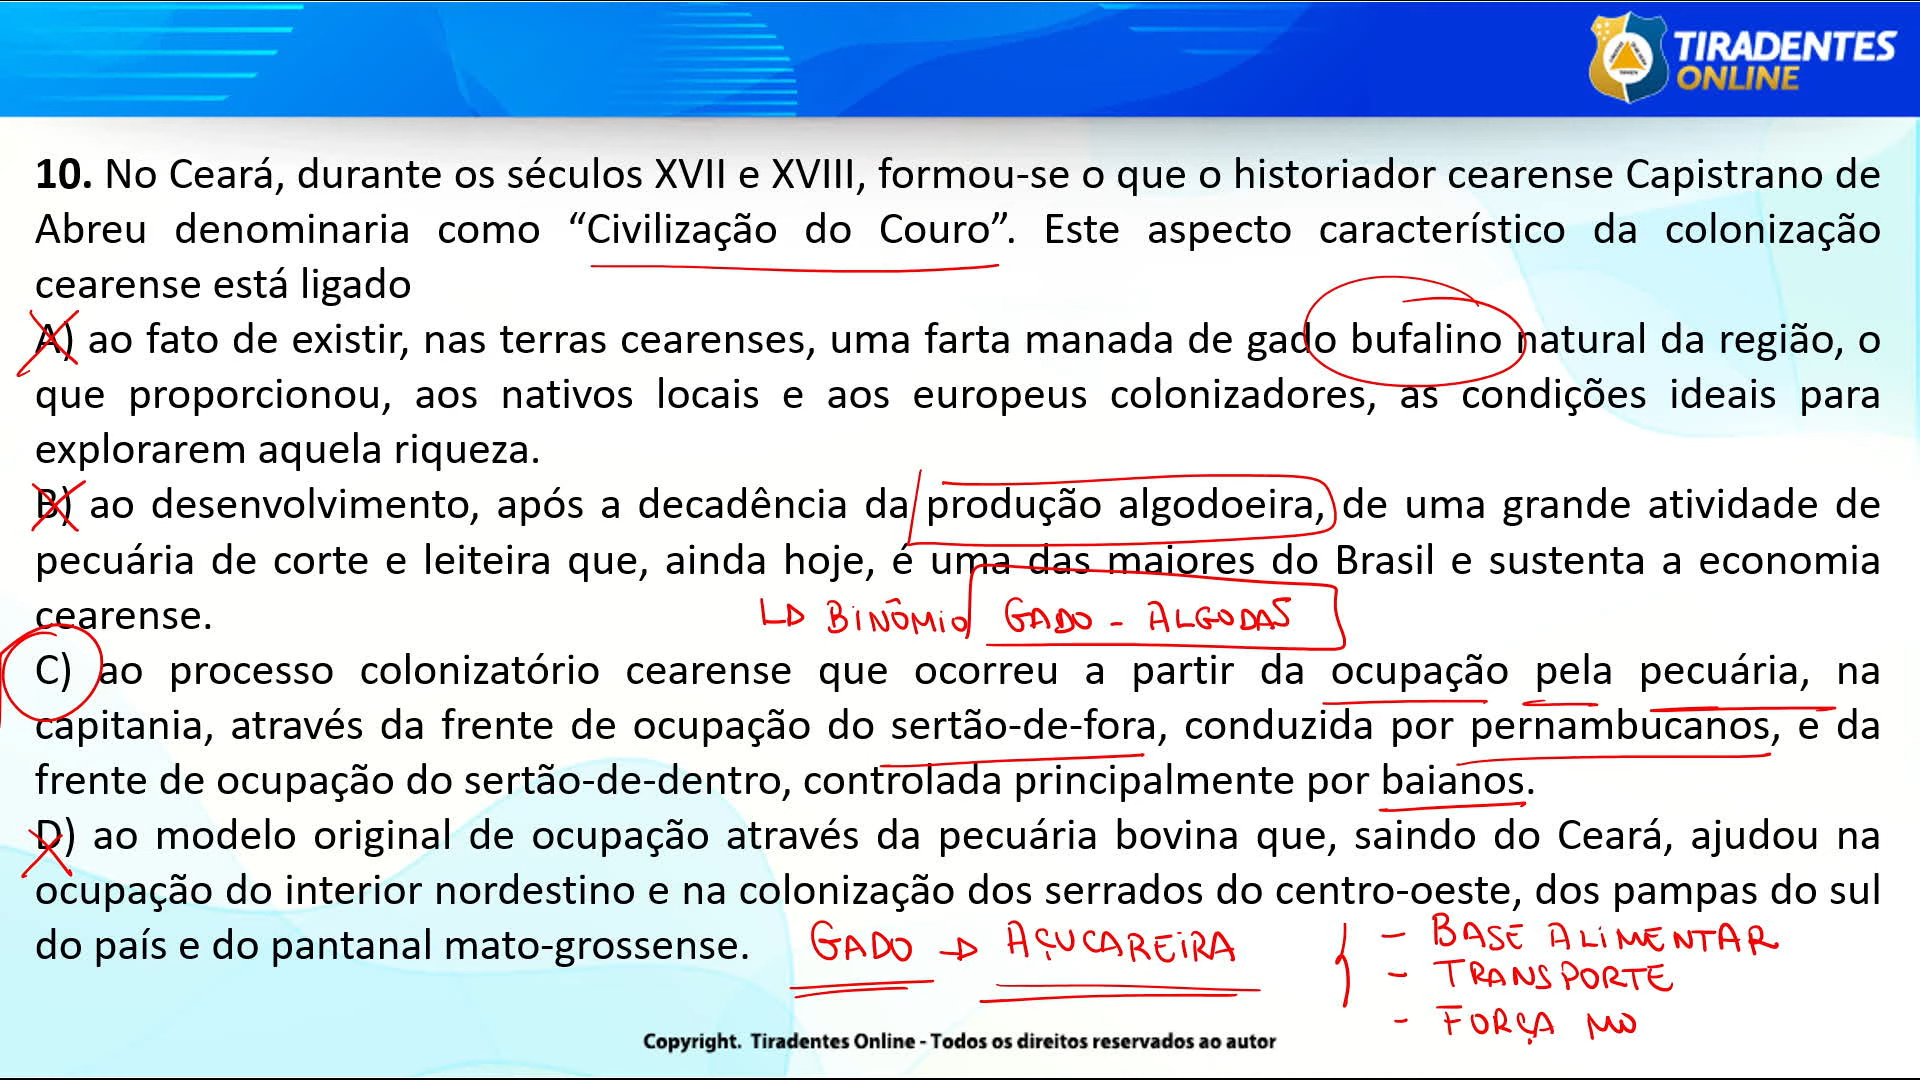 TIRADENTES
ONLINE
10. No Ceará, durante os séculos XVII e XVIII, formou-se o que o historiador cearense Capistrano de
Abreu denominaria como “Civilização do Couro”. Este aspecto característico da colonização
cearense está ligado
A) ao fato de existir, nas terras cearenses, uma farta manada de gado bufalino natural da região, o
que proporcionou, aos nativos locais e aos europeus colonizadores, as condições ideais para
explorarem aquela riqueza.
B) ao desenvolvimento, após a decadência da produção algodoeira, de uma grande atividade de
pecuária de corte e leiteira que, ainda hoje, é uma das maiores do Brasil e sustenta a economia
cearense.
BINÔMIO GADO - ALGODÃO
C) ao processo colonizatório cearense que ocorreu a partir da ocupação pela pecuária, na
capitania, através da frente de ocupação do sertão-de-fora, conduzida por pernambucanos, e da
frente de ocupação do sertão-de-dentro, controlada principalmente por baianos.
D) ao modelo original de ocupação através da pecuária bovina que, saindo do Ceará, ajudou na
ocupação do interior nordestino e na colonização dos serrados do centro-oeste, dos pampas do sul
do país e do pantanal mato-grossense.
GADO → AÇUCAREIRA
- BASE ALIMENTAR
- TRANSPORTE
- FORÇA MO
Copyright. Tiradentes Online - Todos os direitos reservados ao autor